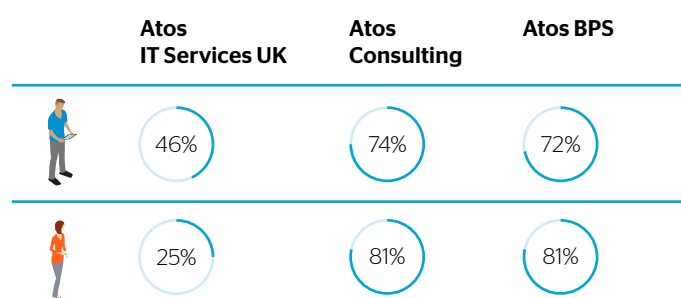 Atos
IT Services UK
Atos
Consulting
Atos BPS
46%
74%
72%
25%
81%
81%